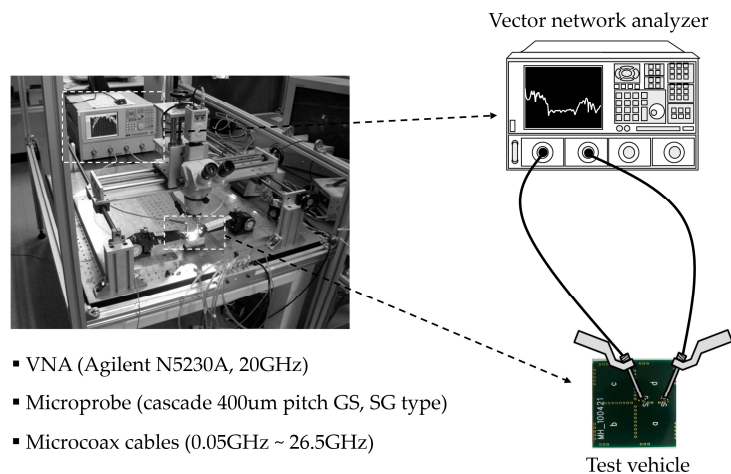 Vector network analyzer
▪ VNA (Agilent N5230A, 20GHz)
▪ Microprobe (cascade 400um pitch GS, SG type)
▪ Microcoax cables (0.05GHz ~ 26.5GHz)
MH_100421
c
d
b
a
Test vehicle